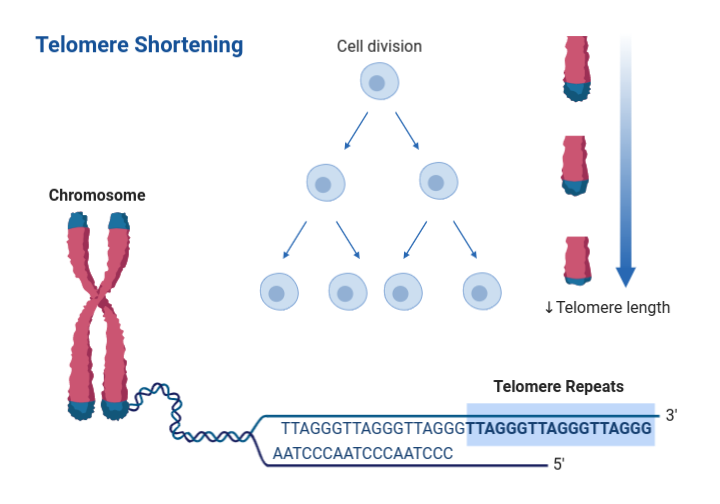 Telomere Shortening
Cell division
Chromosome
↓Telomere length
Telomere Repeats
3'
TTAGGGTTAGGGTTAGGGTTAGGGTTAGGGTTAGGG
AATCCCAATCCCAATCCC
5'